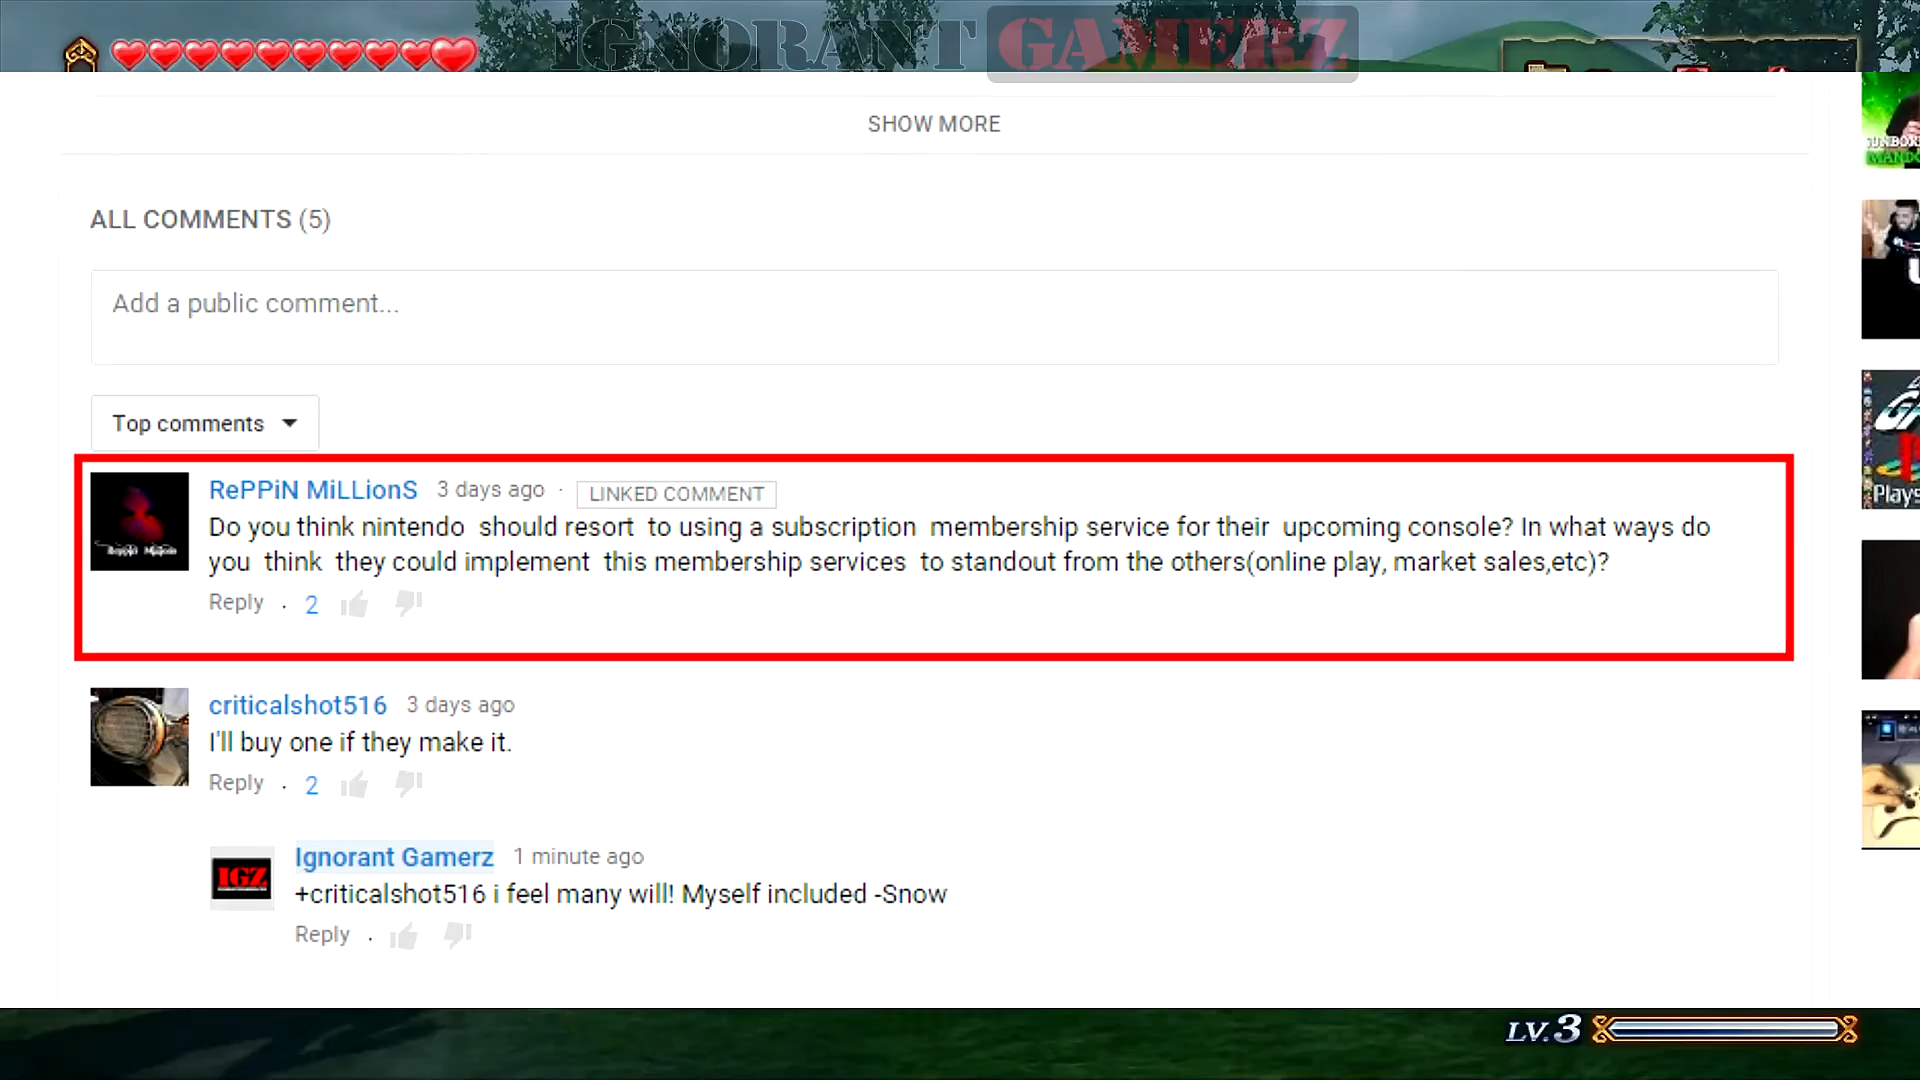 IGNORANT GAMERZ
SHOW MORE
ALL COMMENTS (5)
Add a public comment...
Top comments
RePPiN MiLLionS 3 days ago · LINKED COMMENT
Do you think nintendo should resort to using a subscription membership service for their upcoming console? In what ways do
you think they could implement this membership services to standout from the others(online play, market sales,etc)?
Reply . 2
criticalshot516 3 days ago
I'll buy one if they make it.
Reply . 2
IGZ
Ignorant Gamerz 1 minute ago
+criticalshot516 i feel many will! Myself included -Snow
Reply .
LV.3